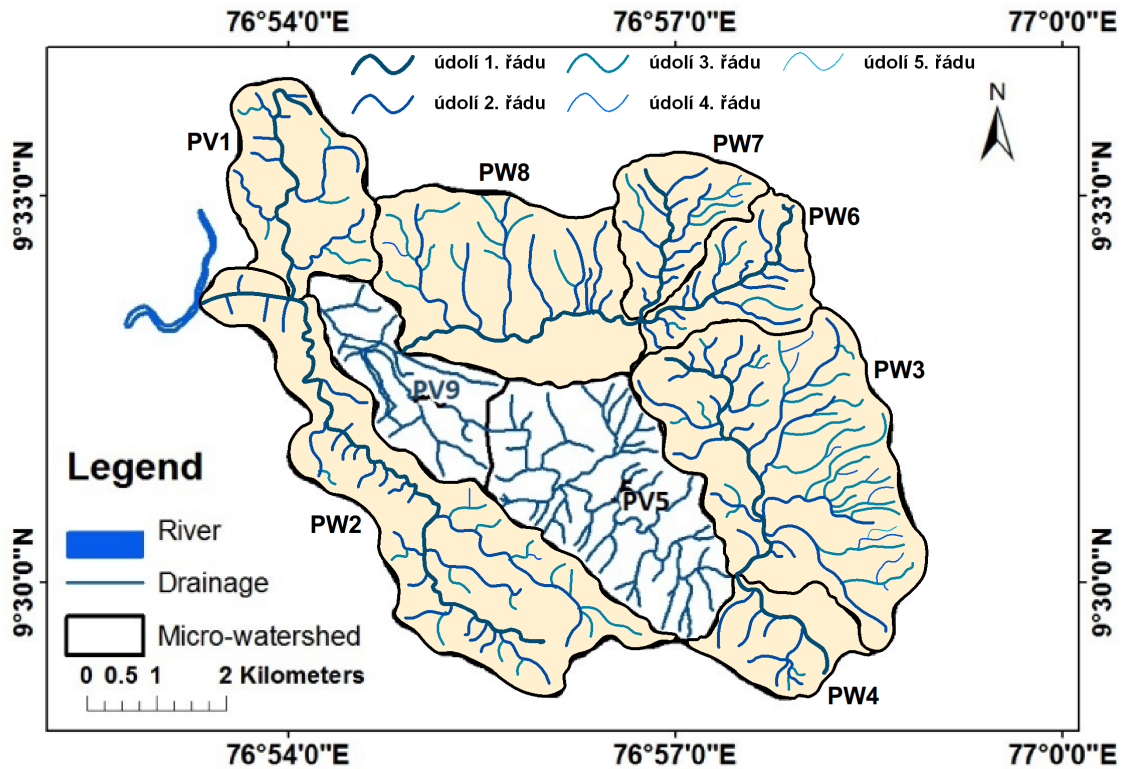 76°54'0"E 76°57'0"E 77°0'0"E
údolí 1. řádu údolí 3. řádu údolí 5. řádu
údolí 2. řádu údolí 4. řádu
N
PV1
PW7
PW8
PW6
9°33'0"N
9°33'0"N
PW3
PV9
Legend
PV5
PW2
River
Drainage
9°30'0"N
9°30'0"N
Micro-watershed
0 0.5 1 2 Kilometers
PW4
76°54'0"E 76°57'0"E 77°0'0"E